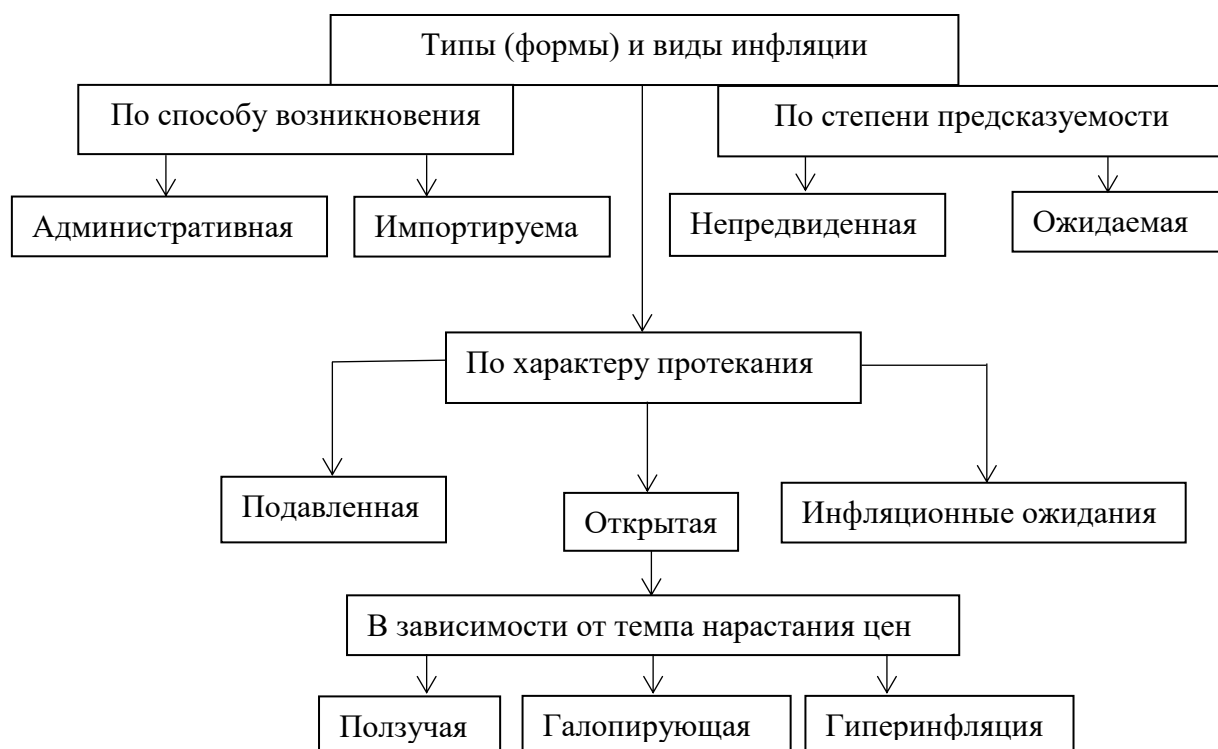 Типы (формы) и виды инфляции
По способу возникновения
По степени предсказуемости
Административная
Импортируема
Непредвиденная
Ожидаемая
По характеру протекания
Подавленная
Открытая
Инфляционные ожидания
В зависимости от темпа нарастания цен
Ползучая
Галопирующая
Гиперинфляция